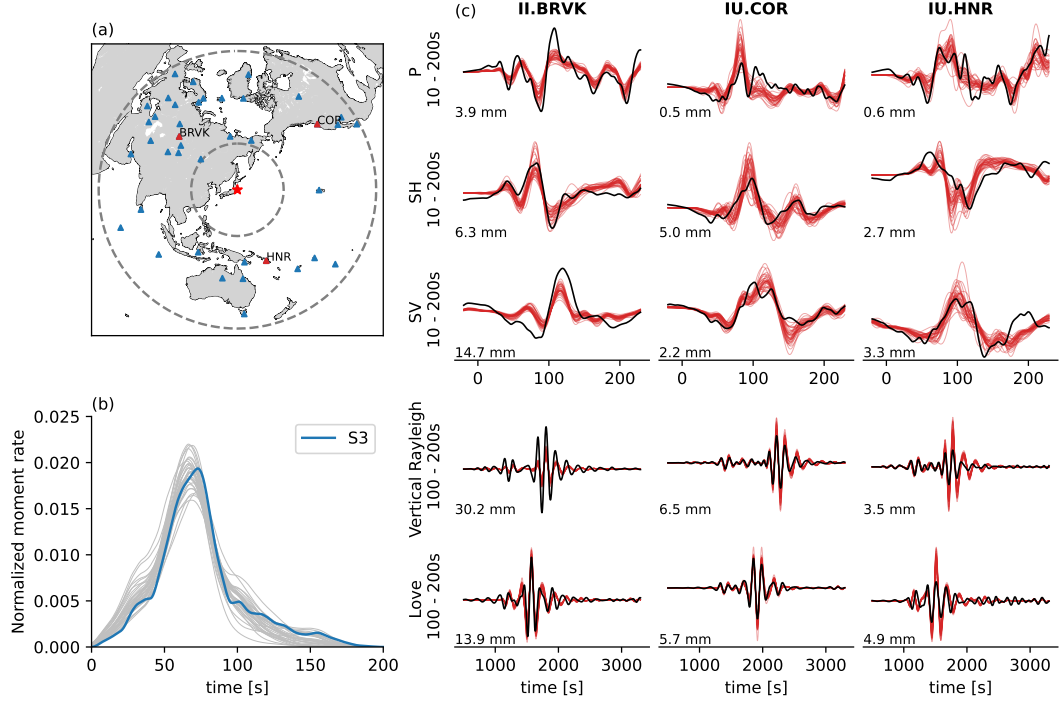 (a)
BRVK
COR
HNR
(b)
Normalized moment rate
0.025
0.020
0.015
0.010
0.005
0.000
S3
0 50 100 150 200
time [s]
(c)
II.BRVK IU.COR IU.HNR
P
10 - 200s
3.9 mm 0.5 mm 0.6 mm
SH
10 - 200s
6.3 mm 5.0 mm 2.7 mm
SV
10 - 200s
14.7 mm 2.2 mm 3.3 mm
0 100 200 0 100 200 0 100 200
Vertical Rayleigh
100 - 200s
30.2 mm 6.5 mm 3.5 mm
Love
100 - 200s
13.9 mm 5.7 mm 4.9 mm
1000 2000 3000 1000 2000 3000 1000 2000 3000
time [s] time [s] time [s]